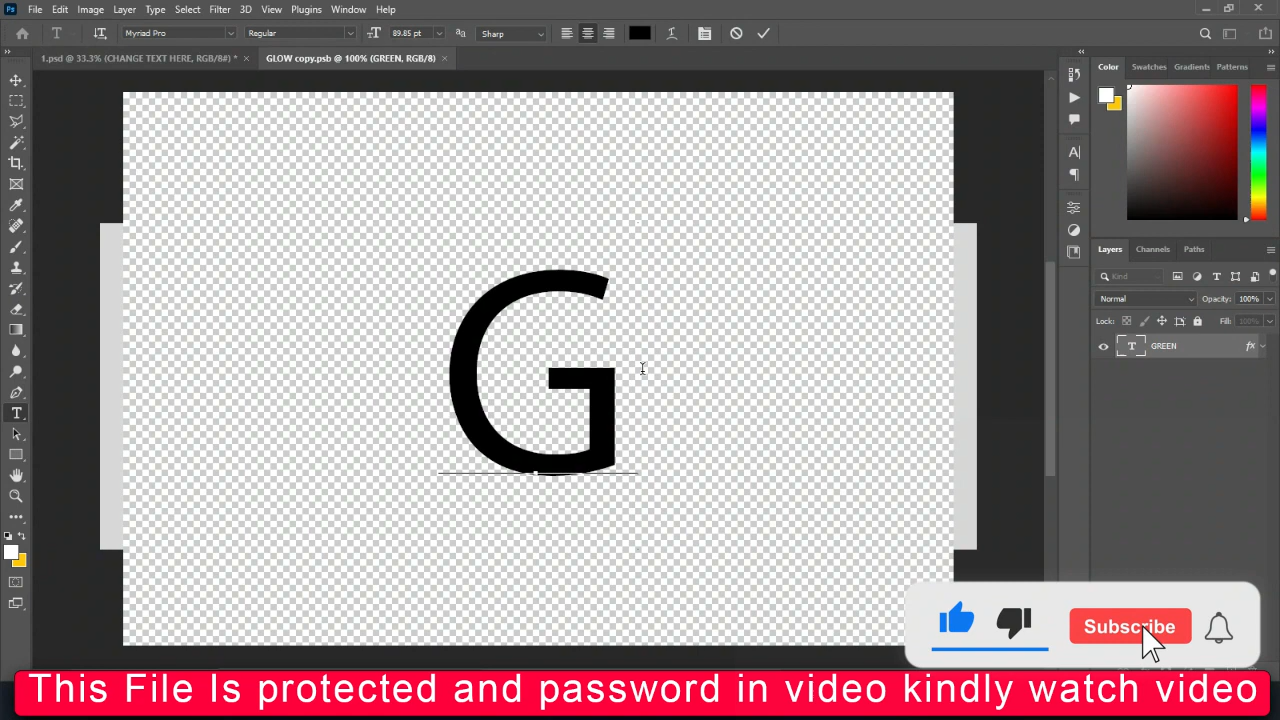 Ps File Edit Image Layer Type Select Filter 3D View Plugins Window Help
Myriad Pro Regular 89.85 pt Sharp
1.psd @ 33.3% (CHANGE TEXT HERE, RGB/8#) * × GLOW copy.psb @ 100% (GREEN, RGB/8) ×
Color Swatches Gradients Patterns
Layers Channels Paths
Kind
Normal Opacity: 100%
Lock: Fill: 100%
T GREEN fx
G
Subscribe
This File Is protected and password in video kindly watch video